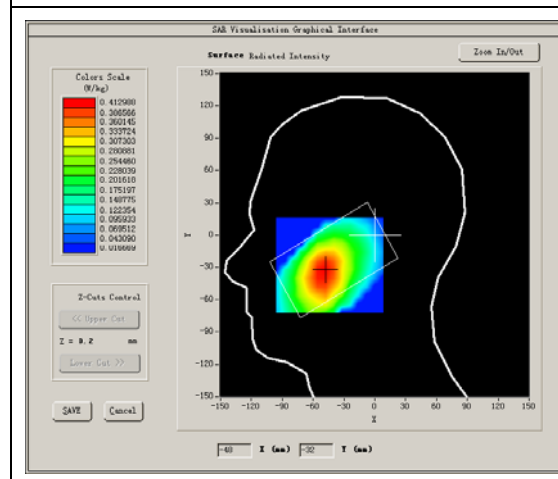 SAR Visualisation Graphical Interface
Surface Radiated Intensity
Zoom In/Out
Colors Scale
(W/kg)
0.412988
0.386566
0.360145
0.333724
0.307303
0.280881
0.254460
0.228039
0.201618
0.175197
0.148775
0.122354
0.095933
0.069512
0.043090
0.016669
150
120
90
60
30
0
-30
-60
-90
-120
-150
Y
-150 -120 -90 -60 -30 0 30 60 90 120 150
X
Z-Cuts Control
<< Upper Cut
Z = 0.2 mm
Lower Cut >>
SAVE Cancel
-48 X (mm) -32 Y (mm)